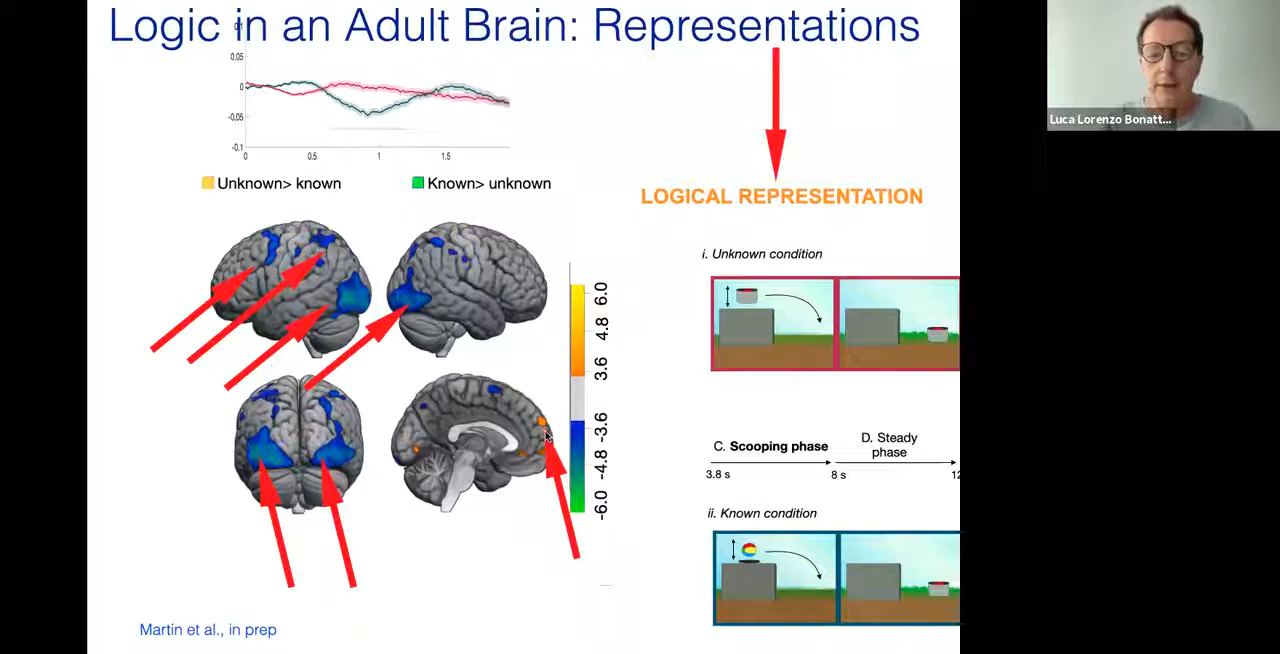 Logic in an Adult Brain: Representations
0.1
0.05
0
-0.05
-0.1
0 0.5 1 1.5
Unknown> known
Known> unknown
LOGICAL REPRESENTATION
i. Unknown condition
6.0
4.8
3.6
-3.6
-4.8
-6.0
C. Scooping phase
D. Steady
phase
3.8 s
8 s
12
ii. Known condition
Martín et al., in prep
Luca Lorenzo Bonatt...